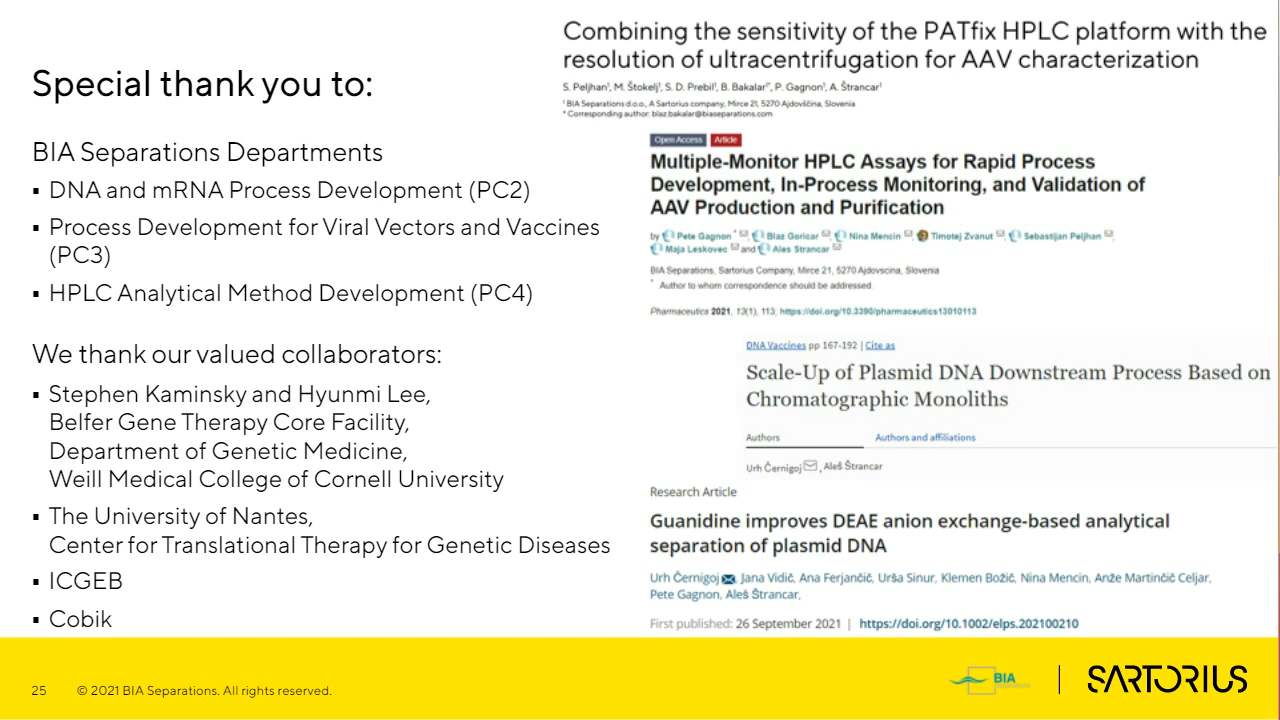 Special thank you to:
BIA Separations Departments
▪ DNA and mRNA Process Development (PC2)
▪ Process Development for Viral Vectors and Vaccines
(PC3)
▪ HPLC Analytical Method Development (PC4)
We thank our valued collaborators:
▪ Stephen Kaminsky and Hyunmi Lee,
Belfer Gene Therapy Core Facility,
Department of Genetic Medicine,
Weill Medical College of Cornell University
▪ The University of Nantes,
Center for Translational Therapy for Genetic Diseases
▪ ICGEB
▪ Cobik
Combining the sensitivity of the PATfix HPLC platform with the
resolution of ultracentrifugation for AAV characterization
S. Peljhan¹, M. Štokelj¹, S. D. Prebil¹, B. Bakalar¹*, P. Gagnon¹, A. Štrancar¹
¹ BIA Separations d.o.o., A Sartorius company, Mirce 21, 5270 Ajdovščina, Slovenia
* Corresponding author: blaz.bakalar@biaseparations.com
Open Access Article
Multiple-Monitor HPLC Assays for Rapid Process
Development, In-Process Monitoring, and Validation of
AAV Production and Purification
by Pete Gagnon *, Blaz Goricar, Nina Mencin, Timotej Zvanut, Sebastijan Peljhan,
Maja Leskovec and Ales Strancar
BIA Separations, Sartorius Company, Mirce 21, 5270 Ajdovscina, Slovenia
* Author to whom correspondence should be addressed.
Pharmaceutics 2021, 13(1), 113; https://doi.org/10.3390/pharmaceutics13010113
DNA Vaccines pp 167-192 | Cite as
Scale-Up of Plasmid DNA Downstream Process Based on
Chromatographic Monoliths
Authors Authors and affiliations
Urh Černigoj, Aleš Štrancar
Research Article
Guanidine improves DEAE anion exchange-based analytical
separation of plasmid DNA
Urh Černigoj, Jana Vidič, Ana Ferjančič, Urša Sinur, Klemen Božič, Nina Mencin, Anže Martinčič Celjar,
Pete Gagnon, Aleš Štrancar,
First published: 26 September 2021 | https://doi.org/10.1002/elps.202100210
25 © 2021 BIA Separations. All rights reserved.
BIA
SARTORIUS